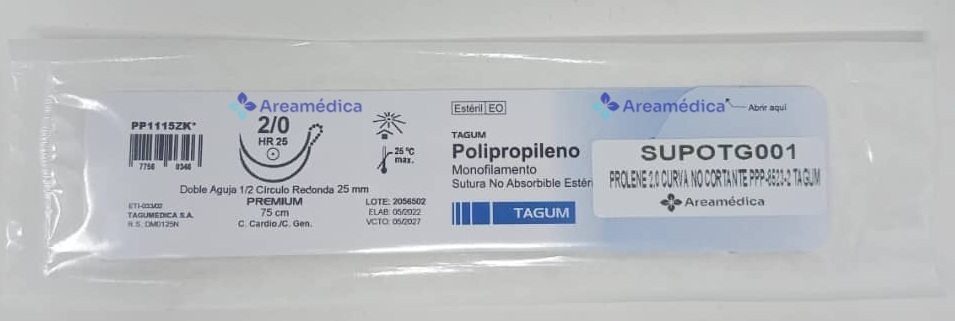 Areamédica
PP1115ZK*
2/0
HR 25
Doble Aguja 1/2 Círculo Redonda 25 mm
PREMIUM
75 cm
C. Cardio./C. Gen.
TAGUMEDICA S.A.
25 °C
max.
LOTE: 2056502
ELAB: 05/2022
VCTO: 05/2027
Estéril EO
TAGUM
Polipropileno
Monofilamento
Sutura No Absorbible Estéri
TAGUM
Areamédica
Abrir aquí
SUPOTG001
PROLENE 2.0 CURVA NO CORTANTE PPP-8523-2 TAGUM
Areamédica